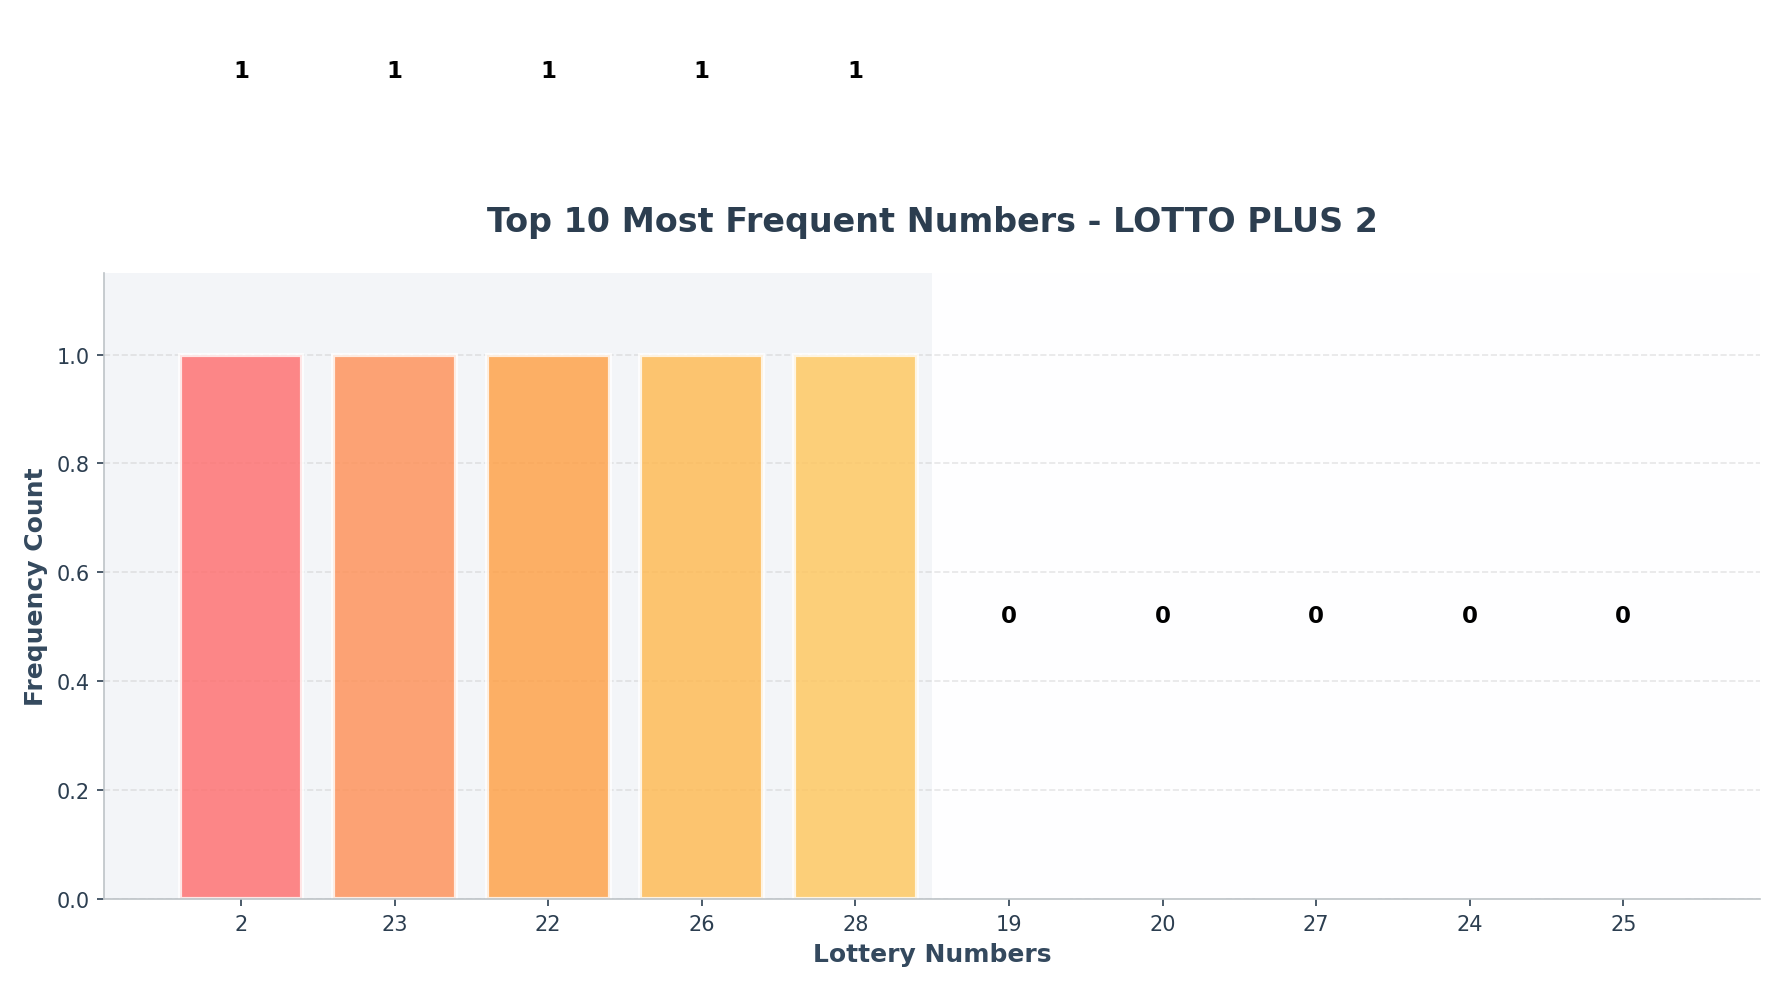 1 1 1 1 1
Top 10 Most Frequent Numbers - LOTTO PLUS 2
Frequency Count
1.0
0.8
0.6
0.4
0.2
0.0
0 0 0 0 0
2 23 22 26 28 19 20 27 24 25
Lottery Numbers